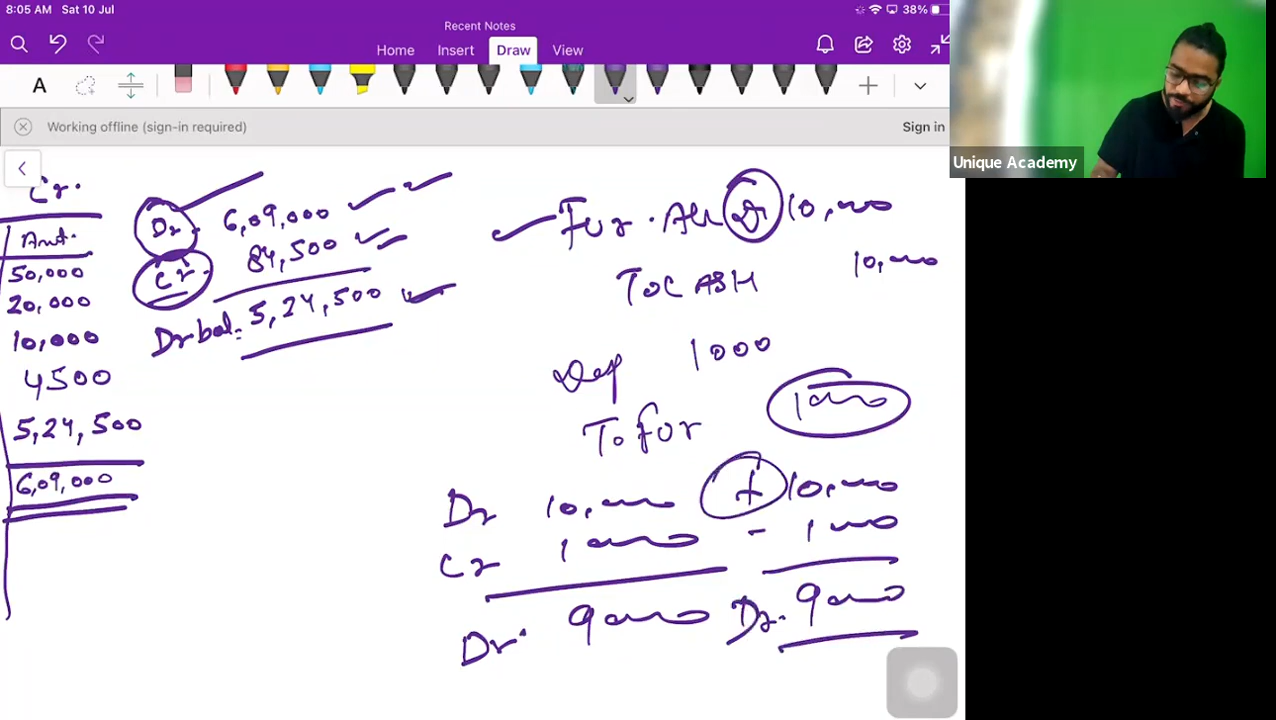 8:05 AM Sat 10 Jul
38%
Recent Notes
Home Insert Draw View
A
Working offline (sign-in required)
Sign in
Unique Academy
Cr.
Amt.
50,000
20,000
10,000
4500
5,24,500
6,09,000
Dr. 6,09,000
Cr. 84,500
Dr bal. 5,24,500
Fur. A/c Dr 10,000
To CASH 10,000
Dep 1000
To Fur 1000
Dr 10,000 + 10,000
Cr 1000 - 1000
Dr. 9000 Dr. 9000